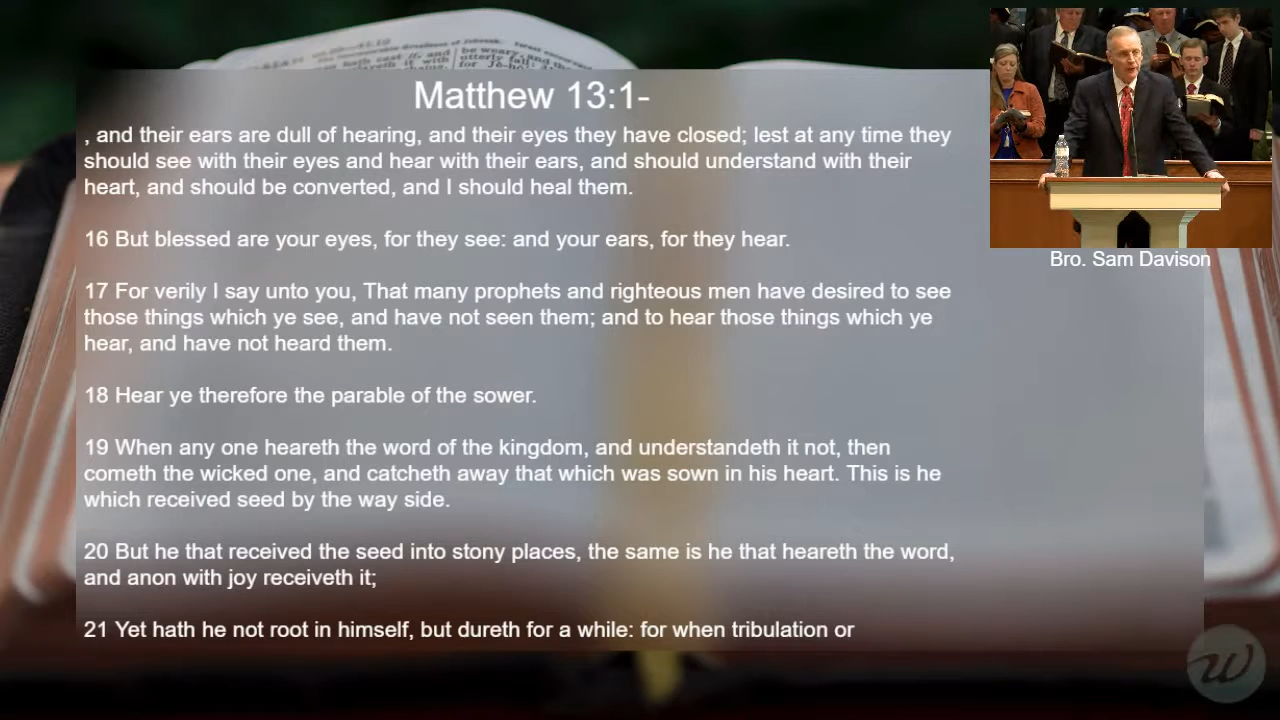 Matthew 13:1-
, and their ears are dull of hearing, and their eyes they have closed; lest at any time they
should see with their eyes and hear with their ears, and should understand with their
heart, and should be converted, and I should heal them.
16 But blessed are your eyes, for they see: and your ears, for they hear.
17 For verily I say unto you, That many prophets and righteous men have desired to see
those things which ye see, and have not seen them; and to hear those things which ye
hear, and have not heard them.
18 Hear ye therefore the parable of the sower.
19 When any one heareth the word of the kingdom, and understandeth it not, then
cometh the wicked one, and catcheth away that which was sown in his heart. This is he
which received seed by the way side.
20 But he that received the seed into stony places, the same is he that heareth the word,
and anon with joy receiveth it;
21 Yet hath he not root in himself, but dureth for a while: for when tribulation or
Bro. Sam Davison
w